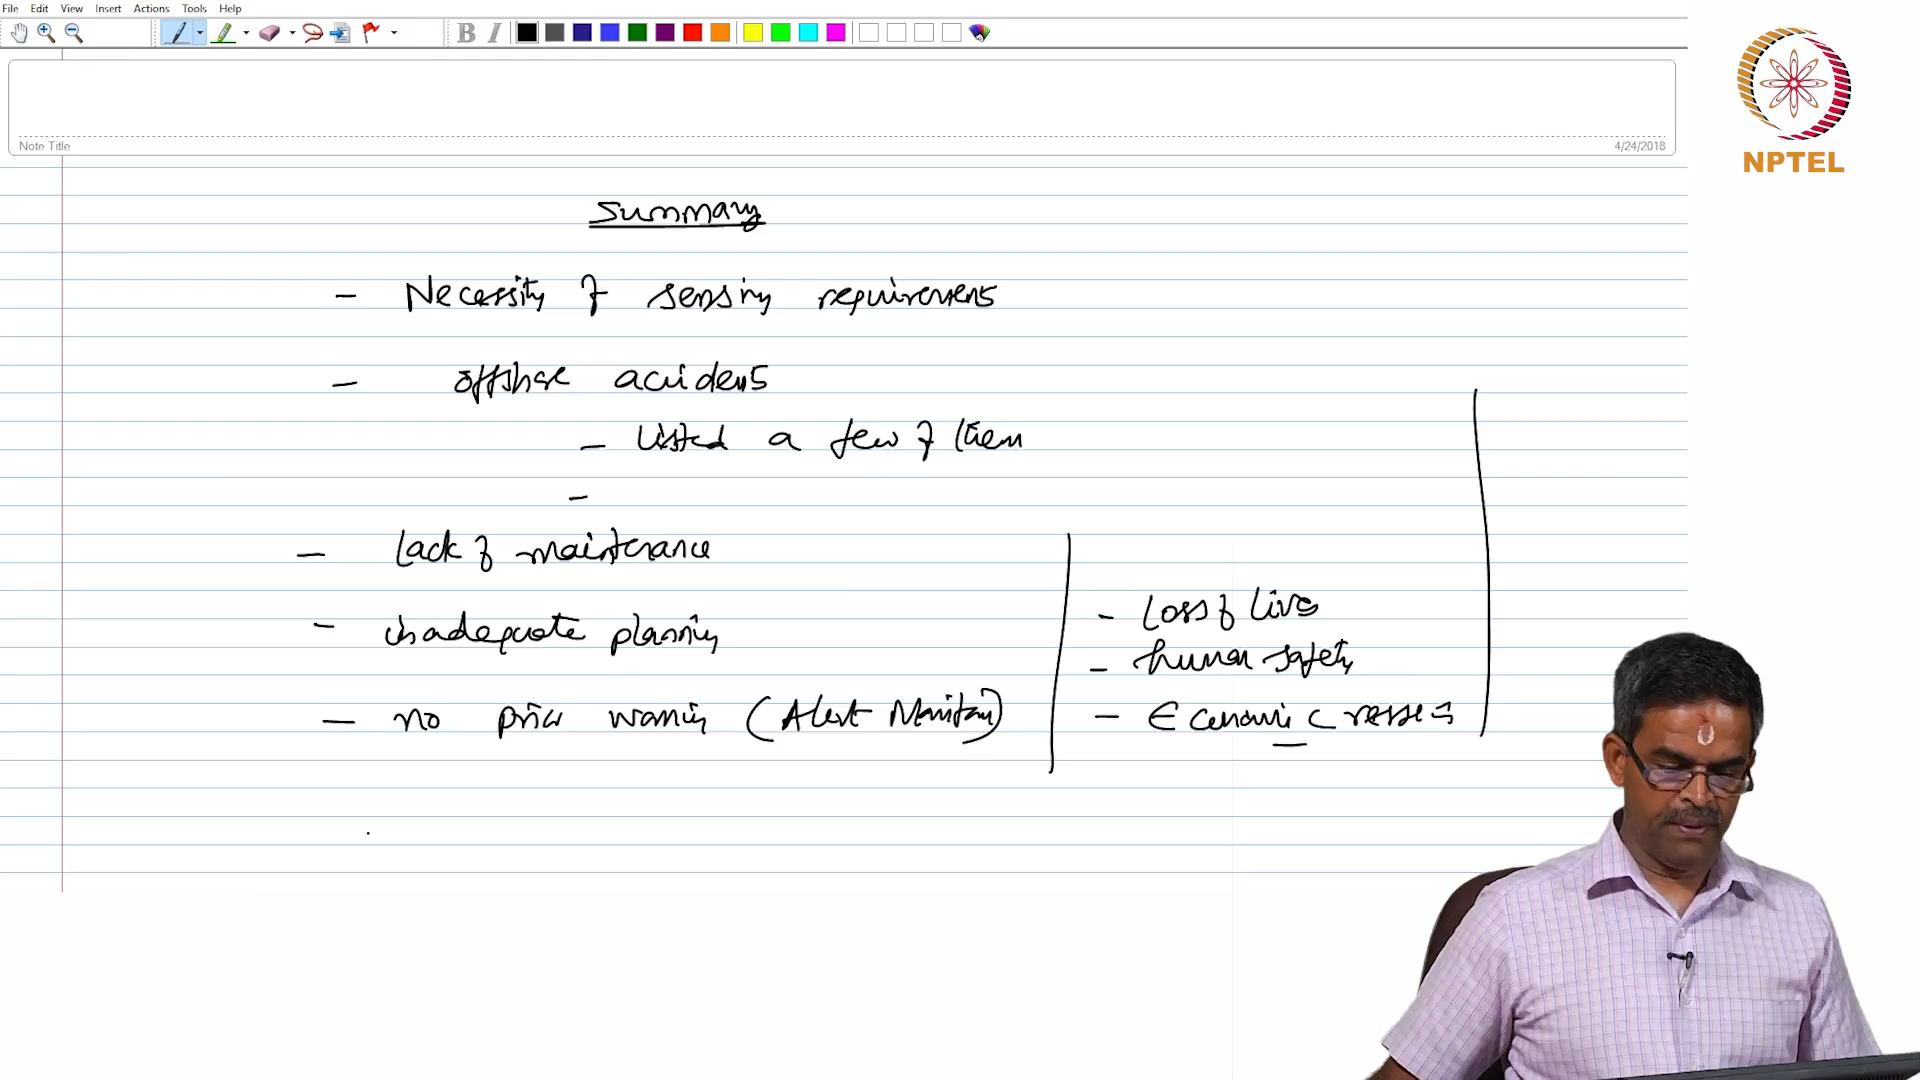 File Edit View Insert Actions Tools Help
B I
NPTEL
Note Title
4/24/2018
Summary
- Necessity of sensing requirements
- offshore accidents
- Listed a few of them
-
- lack of maintenance
- inadequate planning
- no prior warning (Alert Monitoring)
- Loss of lives
- human safety
- Economic losses